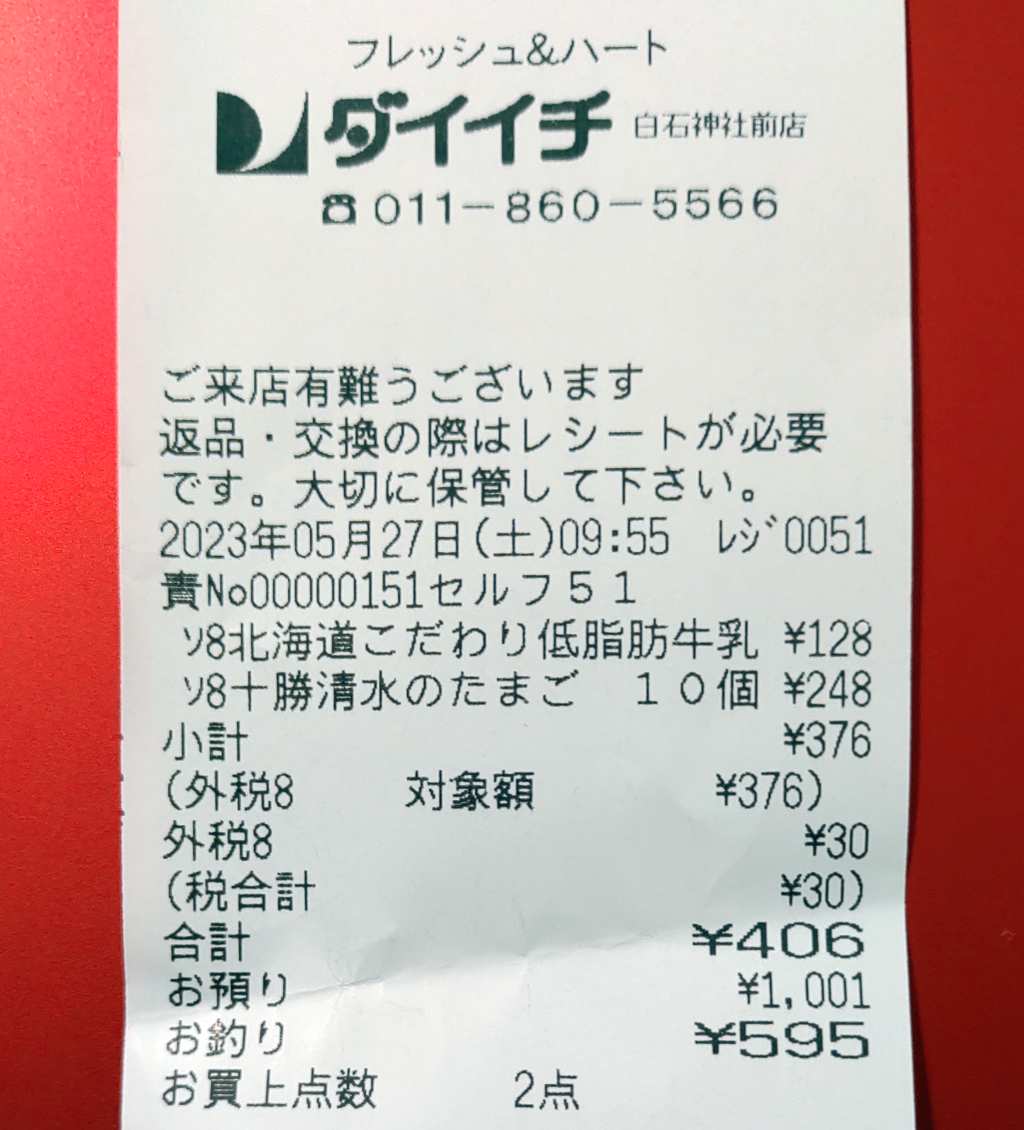 フレッシュ&ハート
ダイイチ 白石神社前店
☎011-860-5566
ご来店有難うございます
返品・交換の際はレシートが必要
です。大切に保管して下さい。
2023年05月27日(土)09:55 ﾚｼﾞ0051
責No00000151セルフ51
ｿ8北海道こだわり低脂肪牛乳 ¥128
ｿ8十勝清水のたまご 10個 ¥248
小計 ¥376
(外税8 対象額 ¥376)
外税8 ¥30
(税合計 ¥30)
合計 ¥406
お預り ¥1,001
お釣り ¥595
お買上点数 2点